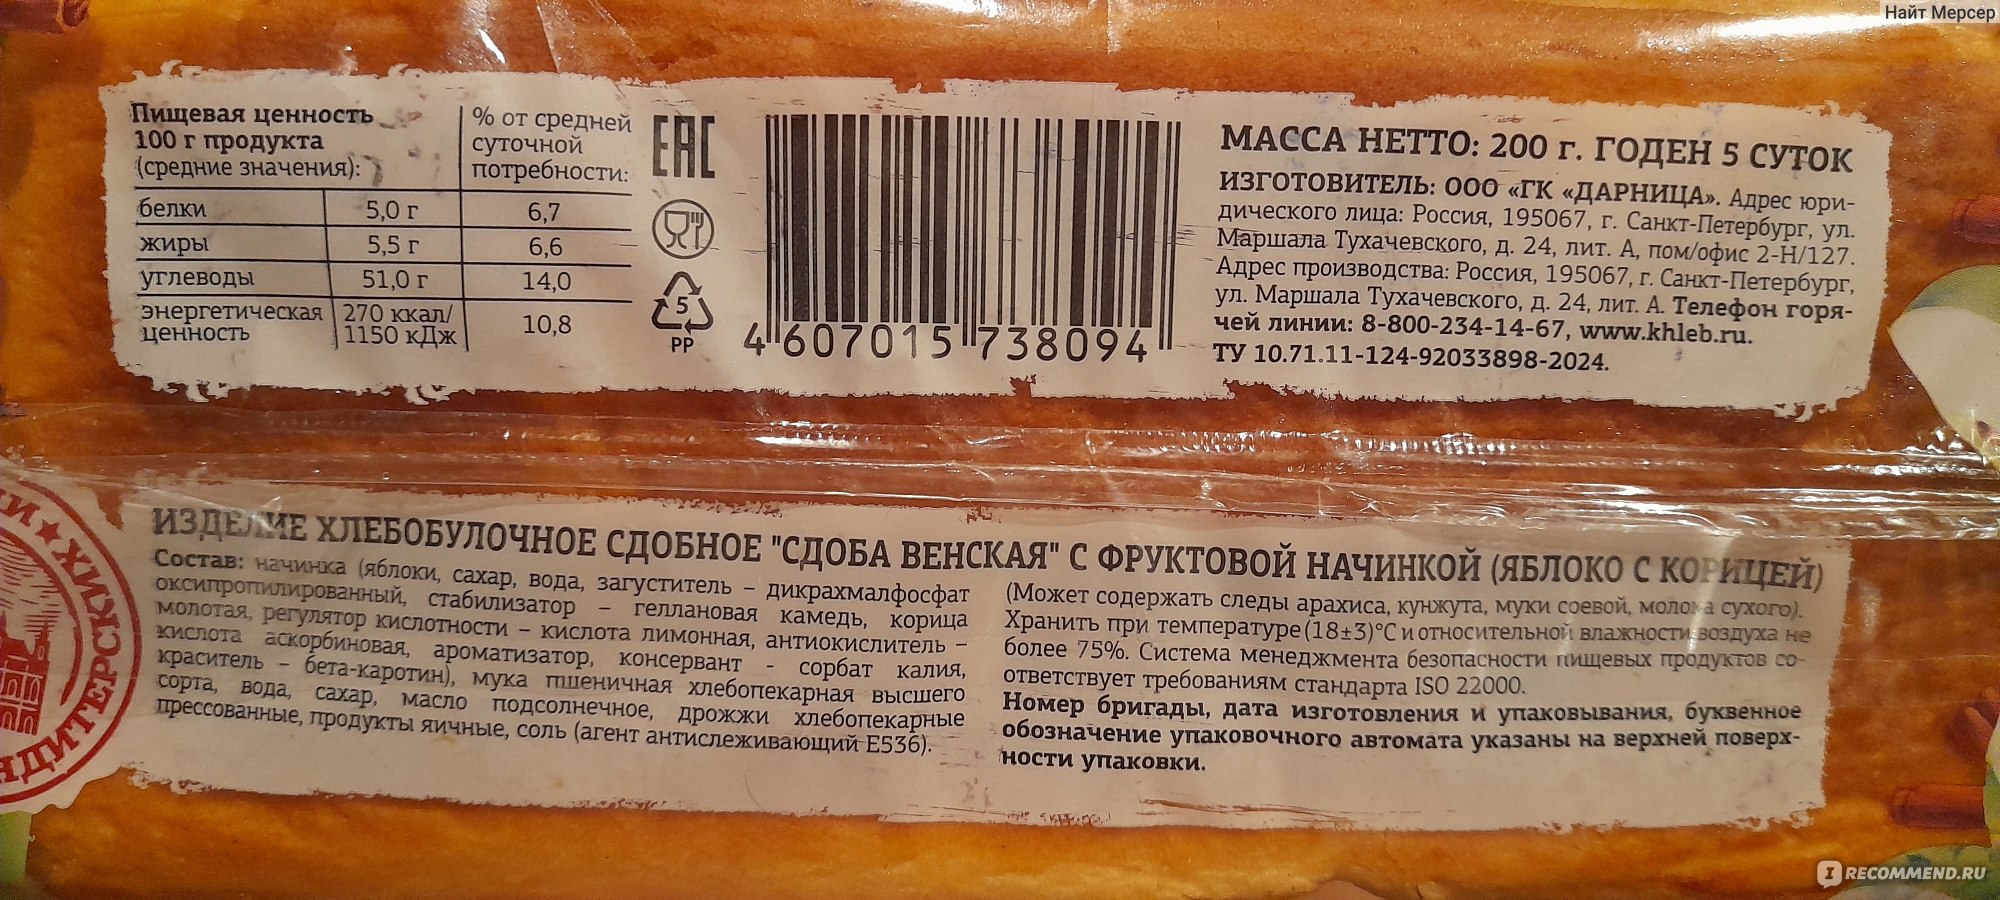 Найт Мерсер
Пищевая ценность
100 г продукта
(средние значения):
% от средней
суточной
потребности:
белки 5,0 г 6,7
жиры 5,5 г 6,6
углеводы 51,0 г 14,0
энергетическая ценность 270 ккал/ 1150 кДж 10,8
EAC
5
PP
4 607015 738094
МАССА НЕТТО: 200 г. ГОДЕН 5 СУТОК
ИЗГОТОВИТЕЛЬ: ООО «ГК «ДАРНИЦА». Адрес юри-
дического лица: Россия, 195067, г. Санкт-Петербург, ул.
Маршала Тухачевского, д. 24, лит. А, пом/офис 2-Н/127.
Адрес производства: Россия, 195067, г. Санкт-Петербург,
ул. Маршала Тухачевского, д. 24, лит. А. Телефон горя-
чей линии: 8-800-234-14-67, www.khleb.ru.
ТУ 10.71.11-124-92033898-2024.
ИЗДЕЛИЕ ХЛЕБОБУЛОЧНОЕ СДОБНОЕ "СДОБА ВЕНСКАЯ" С ФРУКТОВОЙ НАЧИНКОЙ (ЯБЛОКО С КОРИЦЕЙ)
Состав: начинка (яблоки, сахар, вода, загуститель – дикрахмалфосфат
оксипропилированный, стабилизатор – геллановая камедь, корица
молотая, регулятор кислотности – кислота лимонная, антиокислитель –
кислота аскорбиновая, ароматизатор, консервант - сорбат калия,
краситель – бета-каротин), мука пшеничная хлебопекарная высшего
сорта, вода, сахар, масло подсолнечное, дрожжи хлебопекарные
прессованные, продукты яичные, соль (агент антислеживающий Е536).
(Может содержать следы арахиса, кунжута, муки соевой, молока сухого).
Хранить при температуре (18±3)°С и относительной влажности воздуха не
более 75%. Система менеджмента безопасности пищевых продуктов со-
ответствует требованиям стандарта ISO 22000.
Номер бригады, дата изготовления и упаковывания, буквенное
обозначение упаковочного автомата указаны на верхней поверх-
ности упаковки.
IRECOMMEND.RU